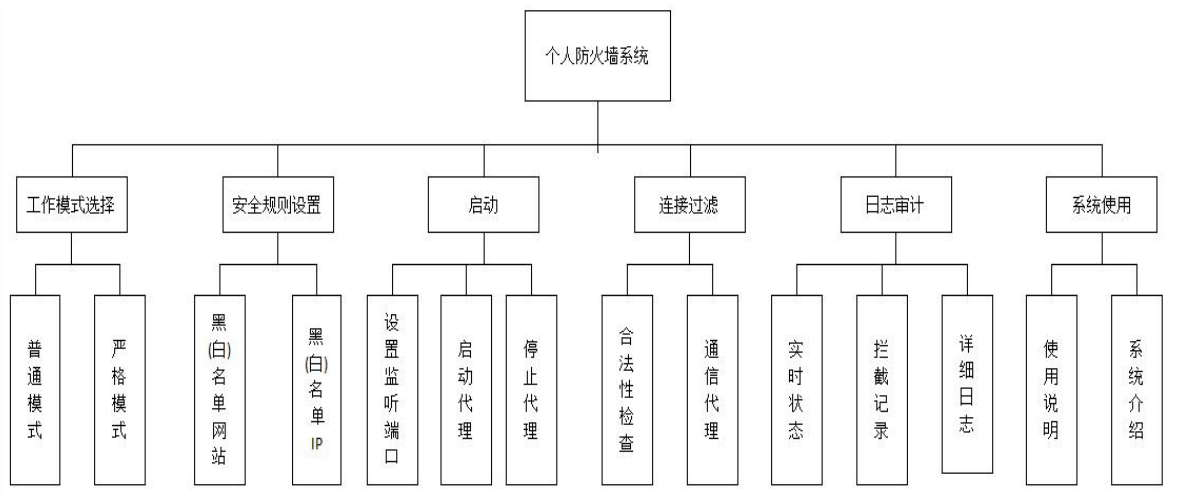 个人防火墙系统
工作模式选择
安全规则设置
启动
连接过滤
日志审计
系统使用
普通模式
严格模式
黑(白)名单网站
黑(白)名单IP
设置监听端口
启动代理
停止代理
合法性检查
通信代理
实时状态
拦截记录
详细日志
使用说明
系统介绍